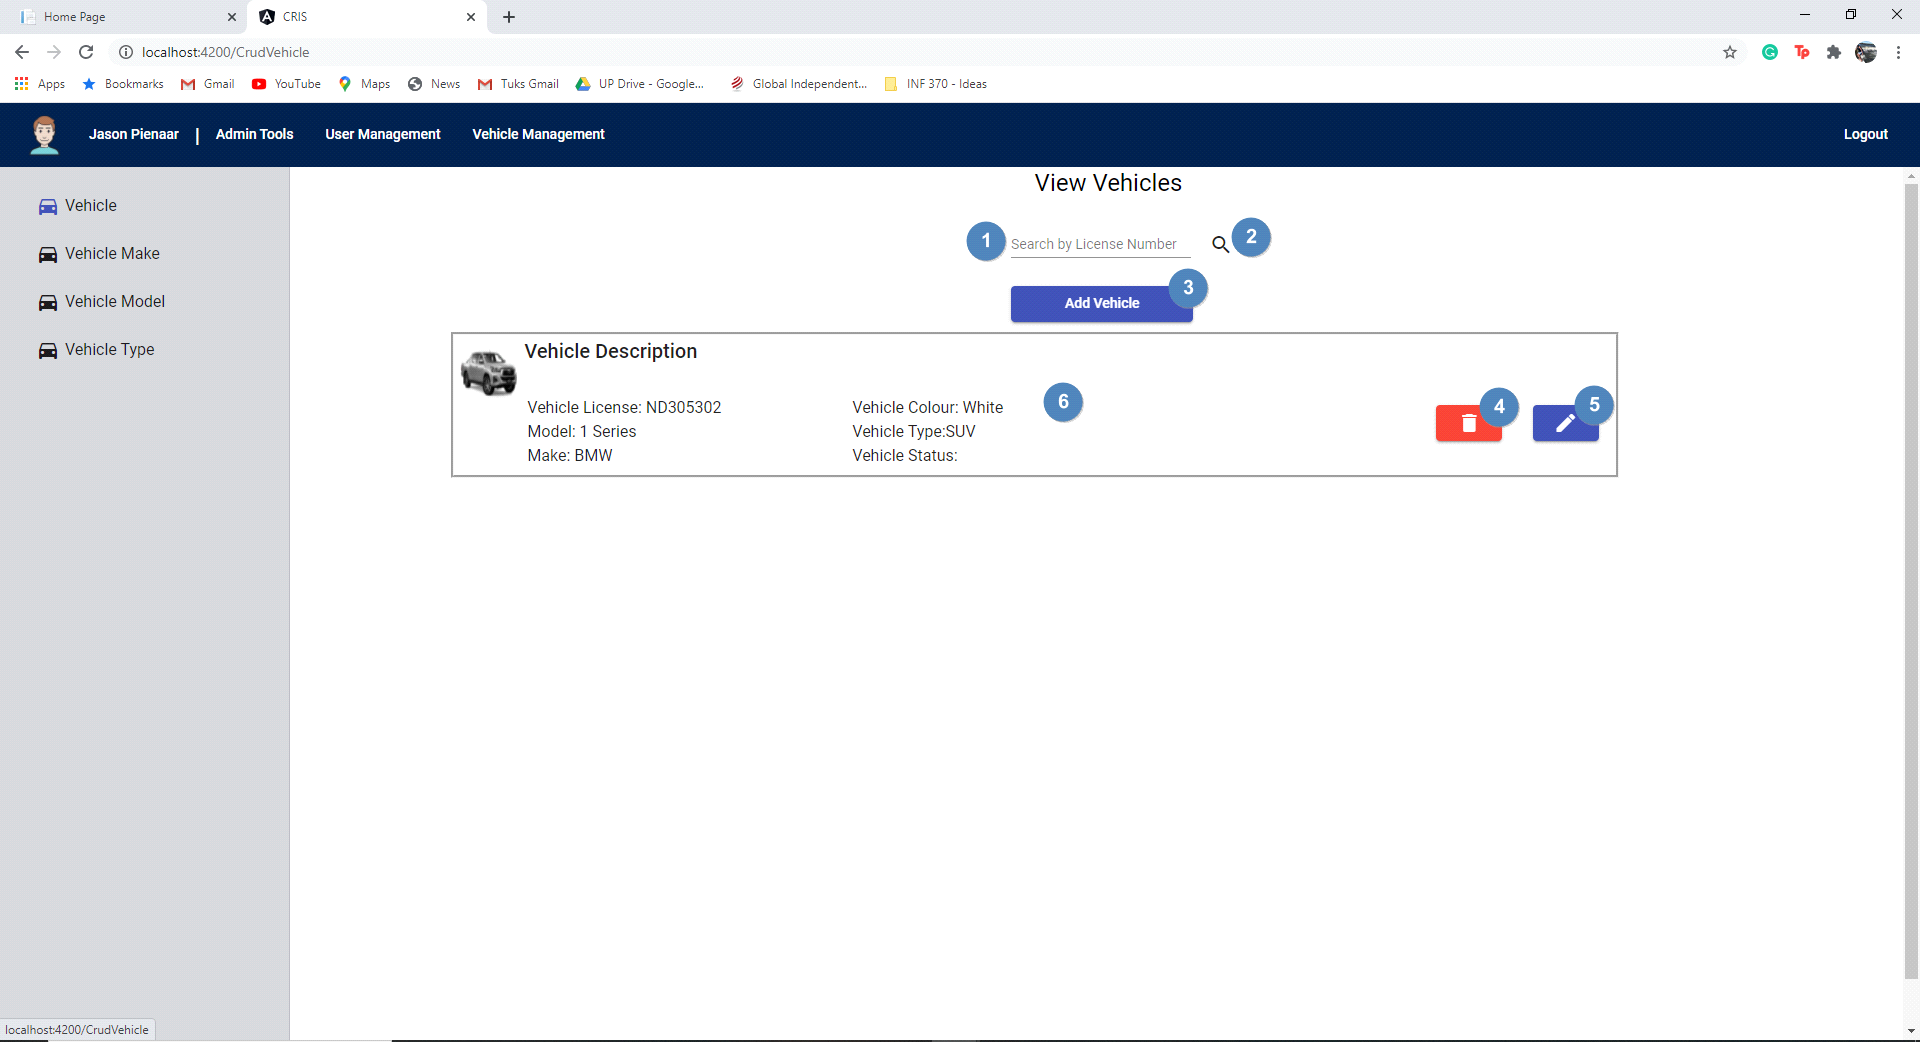 Home Page
CRIS
localhost:4200/CrudVehicle
Apps Bookmarks Gmail YouTube Maps News Tuks Gmail UP Drive - Google... Global Independent... INF 370 - Ideas
Jason Pienaar | Admin Tools User Management Vehicle Management Logout
Vehicle
Vehicle Make
Vehicle Model
Vehicle Type
View Vehicles
1 Search by License Number 2
Add Vehicle 3
Vehicle Description
Vehicle License: ND305302 Vehicle Colour: White 6 4 5
Model: 1 Series Vehicle Type:SUV
Make: BMW Vehicle Status:
localhost:4200/CrudVehicle